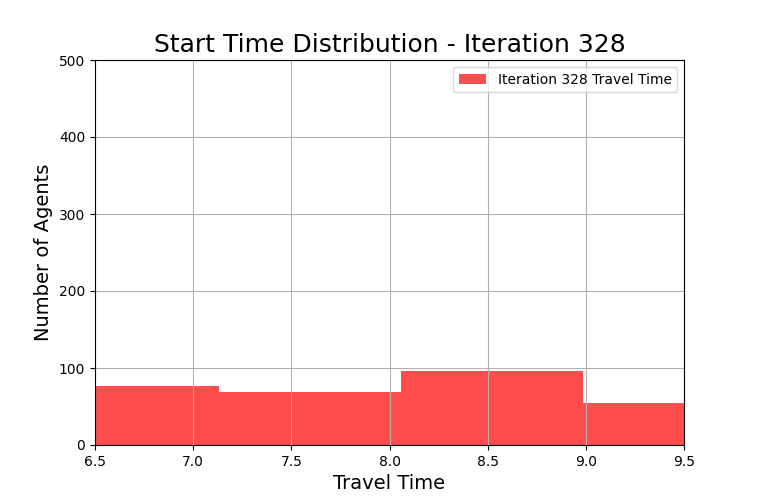 Start Time Distribution - Iteration 328
Iteration 328 Travel Time
Number of Agents
500
400
300
200
100
0
6.5 7.0 7.5 8.0 8.5 9.0 9.5
Travel Time